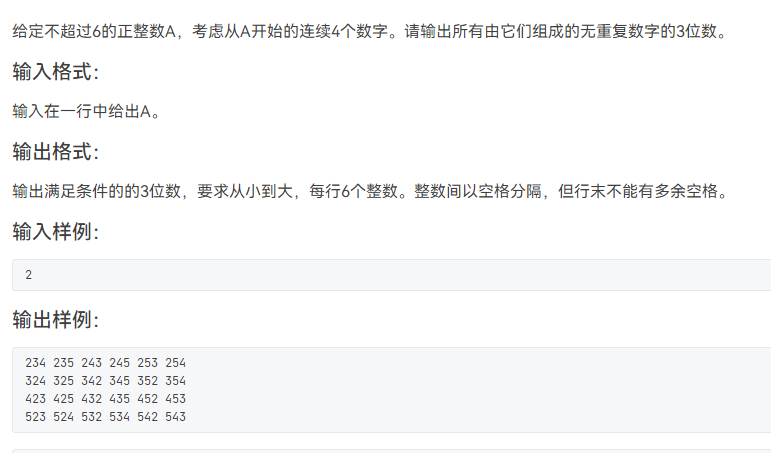 给定不超过6的正整数A，考虑从A开始的连续4个数字。请输出所有由它们组成的无重复数字的3位数。
输入格式：
输入在一行中给出A。
输出格式：
输出满足条件的的3位数，要求从小到大，每行6个整数。整数间以空格分隔，但行末不能有多余空格。
输入样例：
2
输出样例：
234 235 243 245 253 254
324 325 342 345 352 354
423 425 432 435 452 453
523 524 532 534 542 543